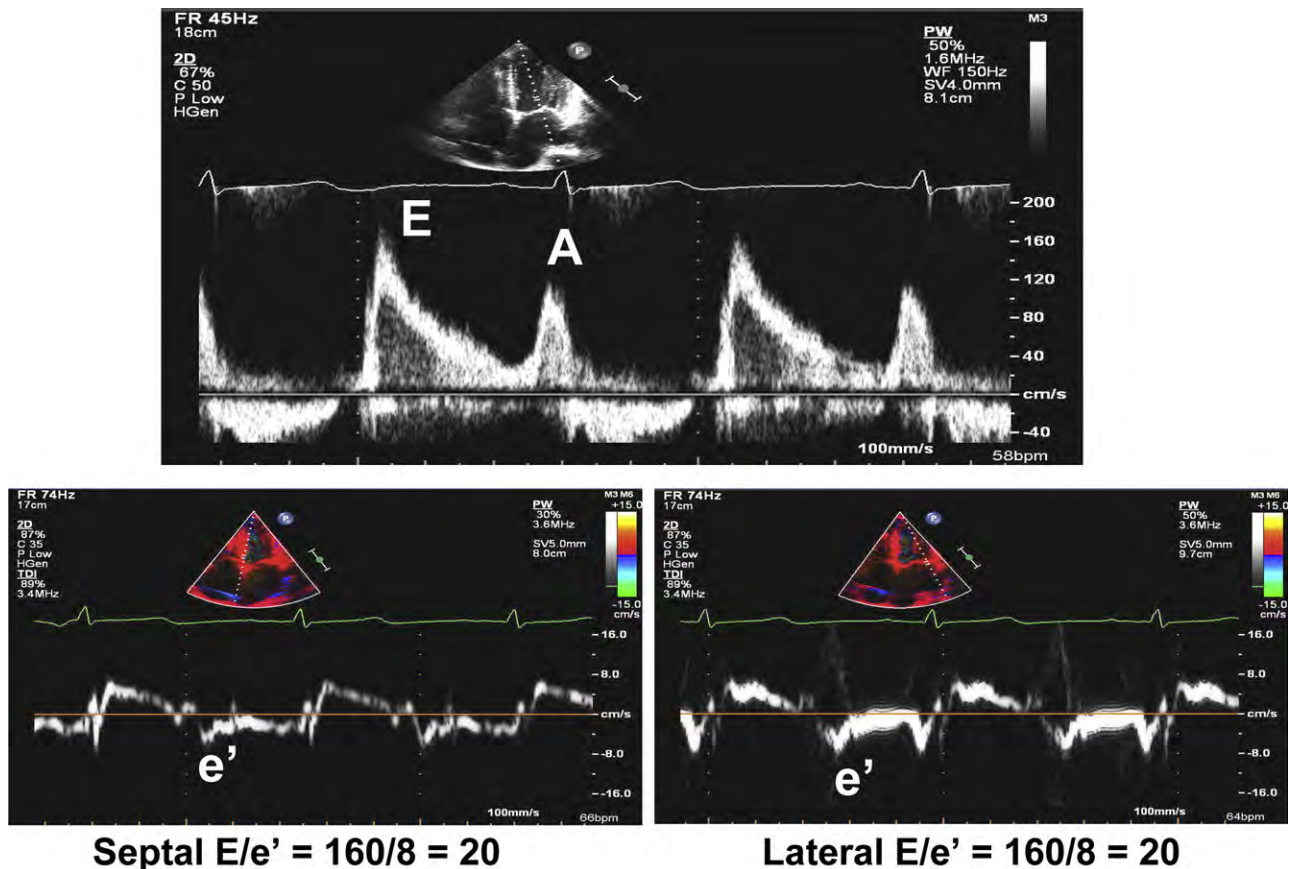 FR 45Hz
18cm
2D
67%
C 50
P Low
HGen
P
M3
PW
50%
1.6MHz
WF 150Hz
SV4.0mm
8.1cm
E
A
200
160
120
80
40
cm/s
-40
100mm/s
58bpm
FR 74Hz
17cm
2D
87%
C 35
P Low
HGen
TDI
89%
3.4MHz
P
PW
30%
3.6MHz
SV5.0mm
8.0cm
M3 M6
+15.0
-15.0
cm/s
16.0
8.0
cm/s
-8.0
-16.0
e'
100mm/s
66bpm
FR 74Hz
17cm
2D
87%
C 35
P Low
HGen
TDI
89%
3.4MHz
P
PW
50%
3.6MHz
SV5.0mm
9.7cm
M3 M6
+15.0
-15.0
cm/s
16.0
8.0
cm/s
-8.0
-16.0
e'
100mm/s
64bpm
Septal E/e' = 160/8 = 20
Lateral E/e' = 160/8 = 20